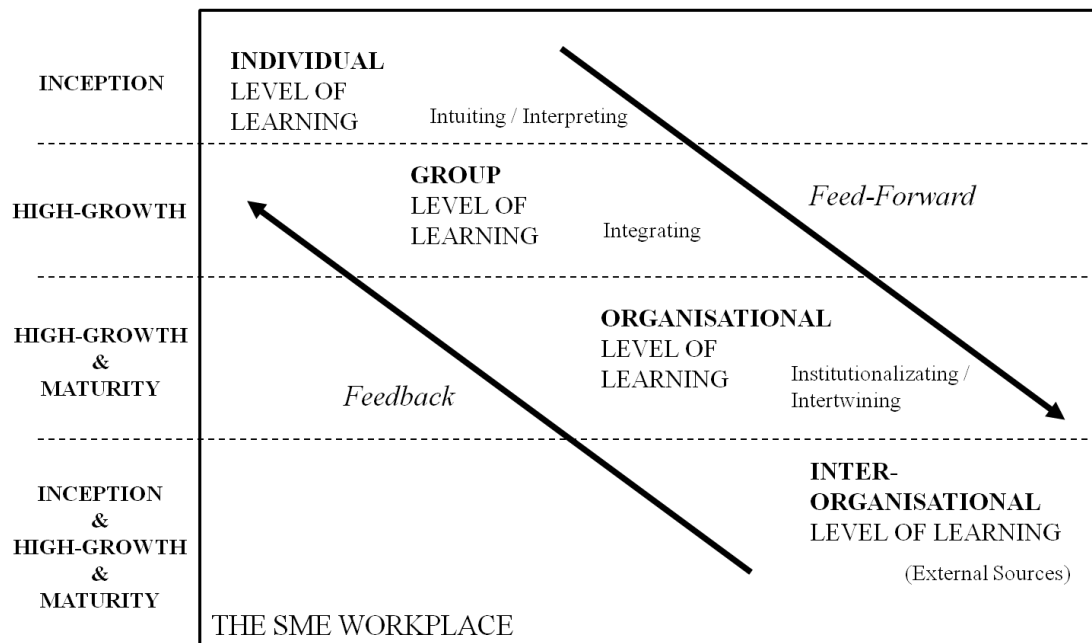 INCEPTION
INDIVIDUAL
LEVEL OF
LEARNING
Intuiting / Interpreting
HIGH-GROWTH
GROUP
LEVEL OF
LEARNING
Integrating
Feed-Forward
HIGH-GROWTH
&
MATURITY
ORGANISATIONAL
LEVEL OF
LEARNING
Institutionalizating /
Intertwining
Feedback
INCEPTION
&
HIGH-GROWTH
&
MATURITY
INTER-
ORGANISATIONAL
LEVEL OF LEARNING
(External Sources)
THE SME WORKPLACE